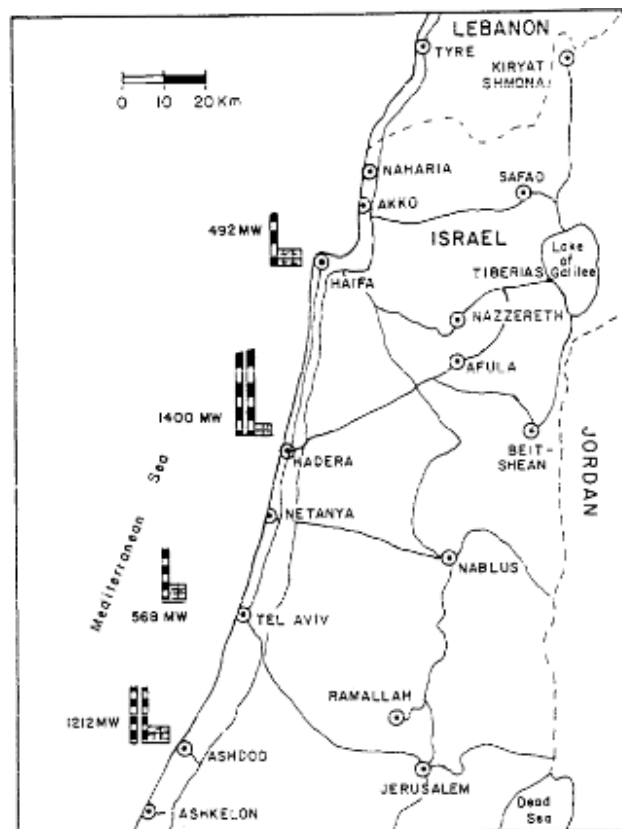 LEBANON
TYRE
KIRYAT
SHMONA
0 10 20 Km
NAHARIA
SAFAD
AKKO
492 MW
ISRAEL
Lake
of
Galilee
HAIFA
TIBERIAS
NAZZERETH
AFULA
1400 MW
JORDAN
BEIT-
SHEAN
HADERA
Mediterranean Sea
NETANYA
NABLUS
568 MW
TEL AVIV
RAMALLAH
1212 MW
ASHDOD
JERUSALEM
Dead
Sea
ASHKELON